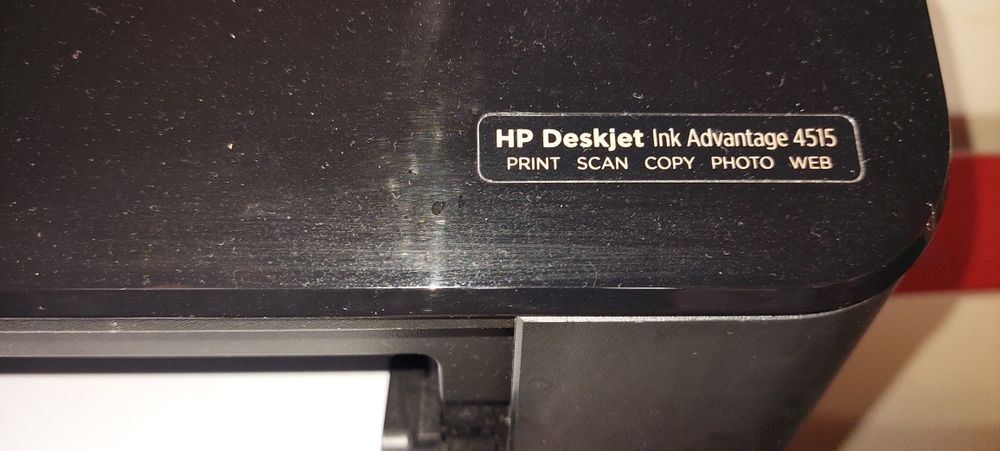 HP Deskjet Ink Advantage 4515
PRINT SCAN COPY PHOTO WEB